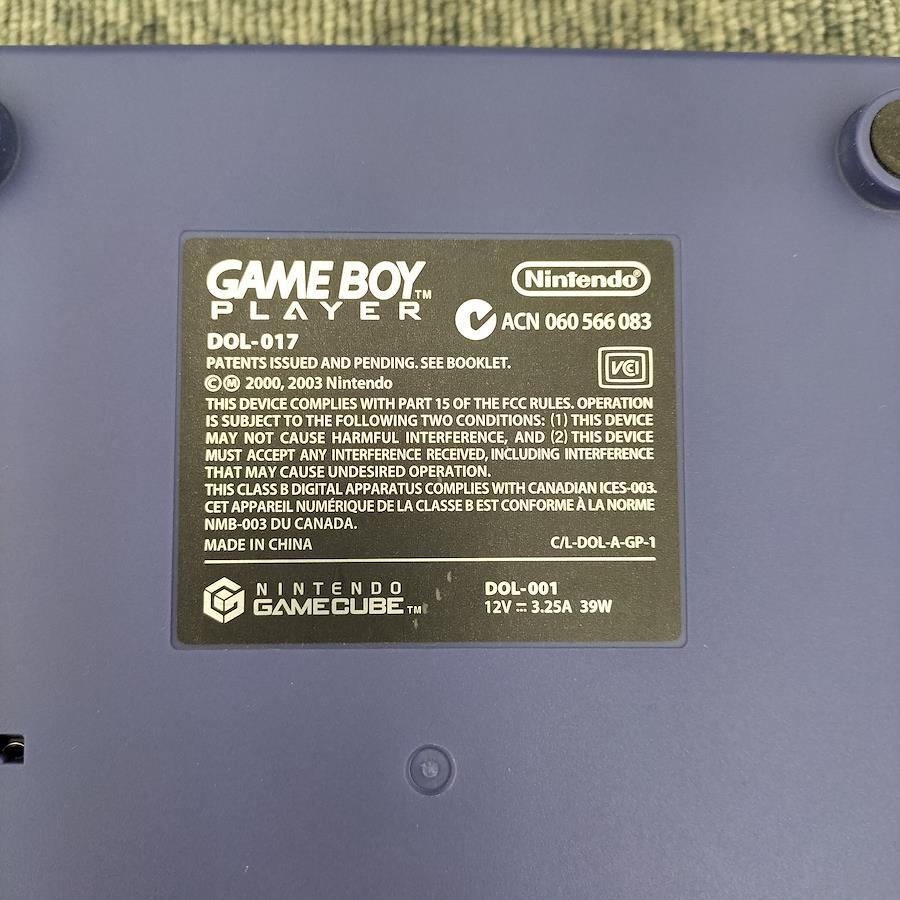 GAME BOY™ Nintendo®
PLAYER
ACN 060 566 083
DOL-017
PATENTS ISSUED AND PENDING. SEE BOOKLET.
VCI
©Ⓜ 2000, 2003 Nintendo
THIS DEVICE COMPLIES WITH PART 15 OF THE FCC RULES. OPERATION
IS SUBJECT TO THE FOLLOWING TWO CONDITIONS: (1) THIS DEVICE
MAY NOT CAUSE HARMFUL INTERFERENCE, AND (2) THIS DEVICE
MUST ACCEPT ANY INTERFERENCE RECEIVED, INCLUDING INTERFERENCE
THAT MAY CAUSE UNDESIRED OPERATION.
THIS CLASS B DIGITAL APPARATUS COMPLIES WITH CANADIAN ICES-003.
CET APPAREIL NUMÉRIQUE DE LA CLASSE B EST CONFORME À LA NORME
NMB-003 DU CANADA.
MADE IN CHINA C/L-DOL-A-GP-1
NINTENDO DOL-001
GAMECUBE™ 12V ⎓ 3.25A 39W